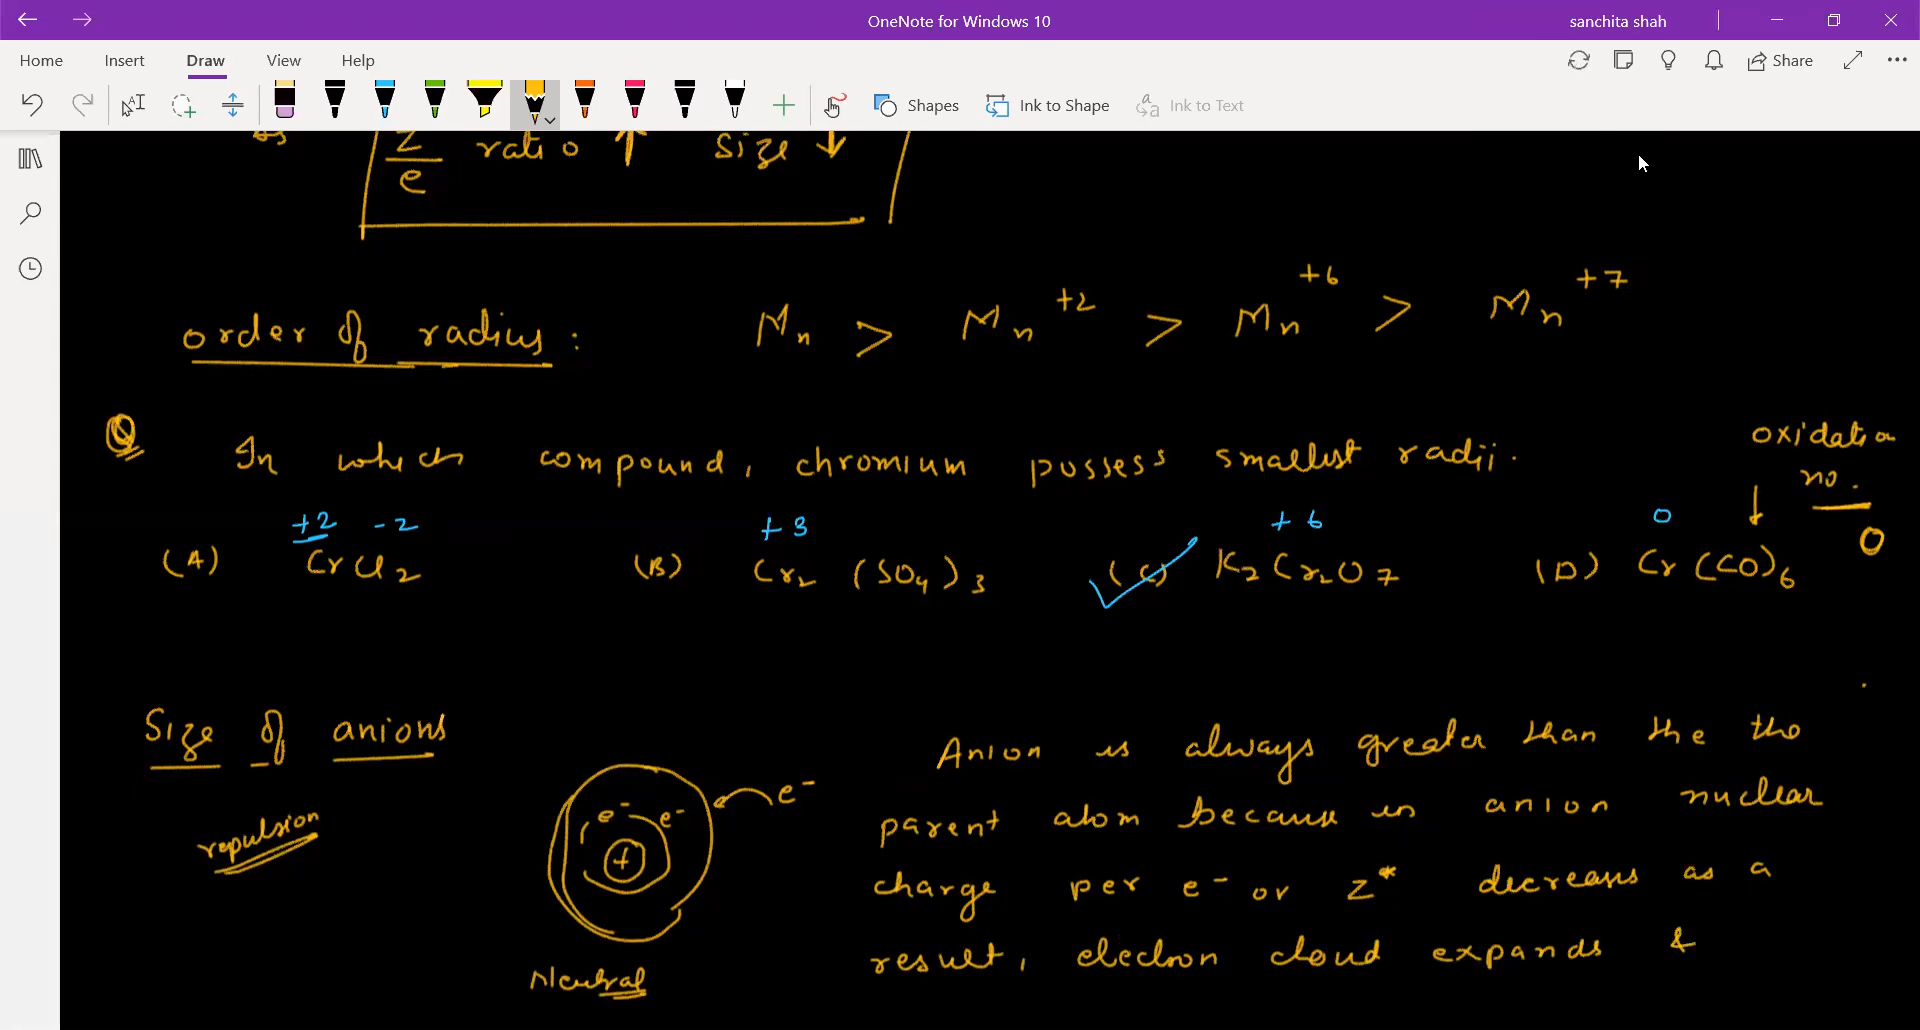 OneNote for Windows 10
sanchita shah
Home Insert Draw View Help
Share
Shapes Ink to Shape Ink to Text
Z/e ratio ↑ size ↓
order of radius : Mn > Mn+2 > Mn+6 > Mn+7
Q In which compound, chromium possess smallest radii.
oxidation no.
+2 -2 +3 +6 0 ↓ 0
(A) CrCl2 (B) Cr2 (SO4)3 (C) K2Cr2O7 (D) Cr(CO)6
Size of anions
repulsion
e- e- + e-
Neutral
Anion is always greater than the the
parent atom because in anion nuclear
charge per e- or z* decreases as a
result, electron cloud expands &